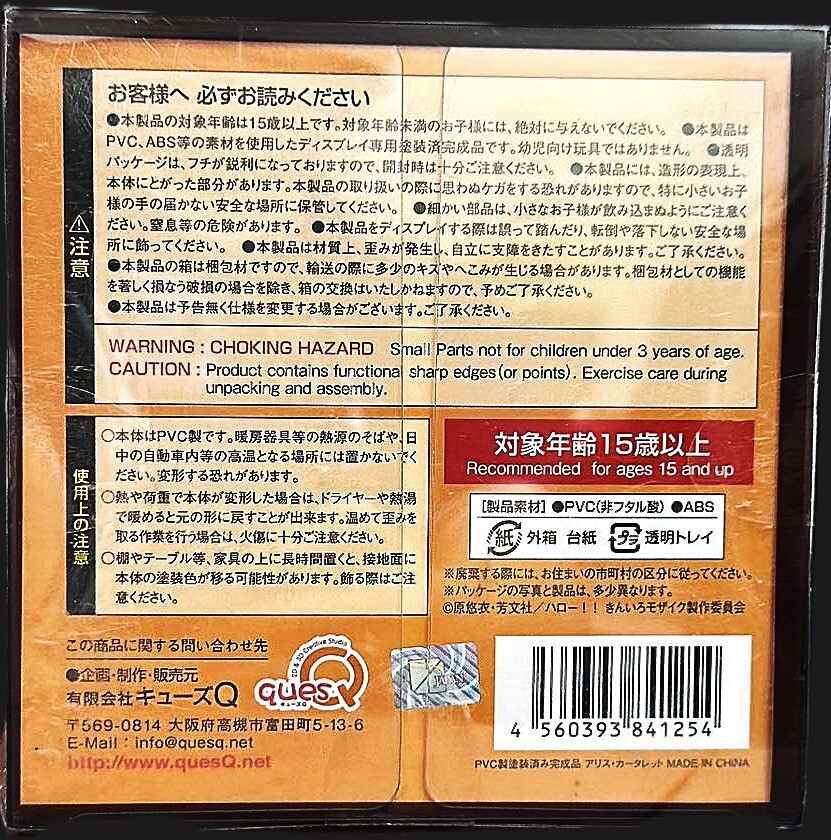 お客様へ 必ずお読みください
●本製品の対象年齢は15歳以上です。対象年齢未満のお子様には、絶対に与えないでください。 ●本製品は
PVC、ABS等の素材を使用したディスプレイ専用塗装済完成品です。幼児向け玩具ではありません。 ●透明
パッケージは、フチが鋭利になっておりますので、開封時は十分ご注意ください。 ●本製品には、造形の表現上、
本体にとがった部分があります。本製品の取り扱いの際に思わぬケガをする恐れがありますので、特に小さいお子
様の手の届かない安全な場所に保管してください。 ●細かい部品は、小さなお子様が飲み込まぬようにご注意く
ださい。窒息等の危険があります。 ●本製品をディスプレイする際は誤って踏んだり、転倒や落下しない安全な場
所に飾ってください。 ●本製品は材質上、歪みが発生し、自立に支障をきたすことがあります。ご了承ください。
●本製品の箱は梱包材ですので、輸送の際に多少のキズやへこみが生じる場合があります。梱包材としての機能
を著しく損なう破損の場合を除き、箱の交換はいたしかねますので、予めご了承ください。
●本製品は予告無く仕様を変更する場合がございます。ご了承ください。
⚠注意
WARNING : CHOKING HAZARD Small Parts not for children under 3 years of age.
CAUTION : Product contains functional sharp edges(or points). Exercise care during
unpacking and assembly.
使用上の注意
○本体はPVC製です。暖房器具等の熱源のそばや、日
中の自動車内等の高温となる場所には置かないでく
ださい。変形する恐れがあります。
○熱や荷重で本体が変形した場合は、ドライヤーや熱湯
で暖めると元の形に戻すことが出来ます。温めて歪みを
取る作業を行う場合は、火傷に十分ご注意ください。
○棚やテーブル等、家具の上に長時間置くと、接地面に
本体の塗装色が移る可能性があります。飾る際はご注
意ください。
対象年齢15歳以上
Recommended for ages 15 and up
【製品素材】 ●PVC(非フタル酸) ●ABS
紙 外箱 台紙 プラ 透明トレイ
※廃棄する際には、お住まいの市町村の区分に従ってください。
※パッケージの写真と製品は、多少異なります。
©原悠衣・芳文社／ハロー！！きんいろモザイク製作委員会
この商品に関する問い合わせ先
●企画・制作・販売元
有限会社キューズQ
2D & 3D Creative Studio
quesQ
キューズQ
JAPAN
〒569-0814 大阪府高槻市富田町5-13-6
E-Mail : info@quesq.net
http://www.quesQ.net
4 560393 841254
PVC製塗装済み完成品 アリス・カータレット MADE IN CHINA